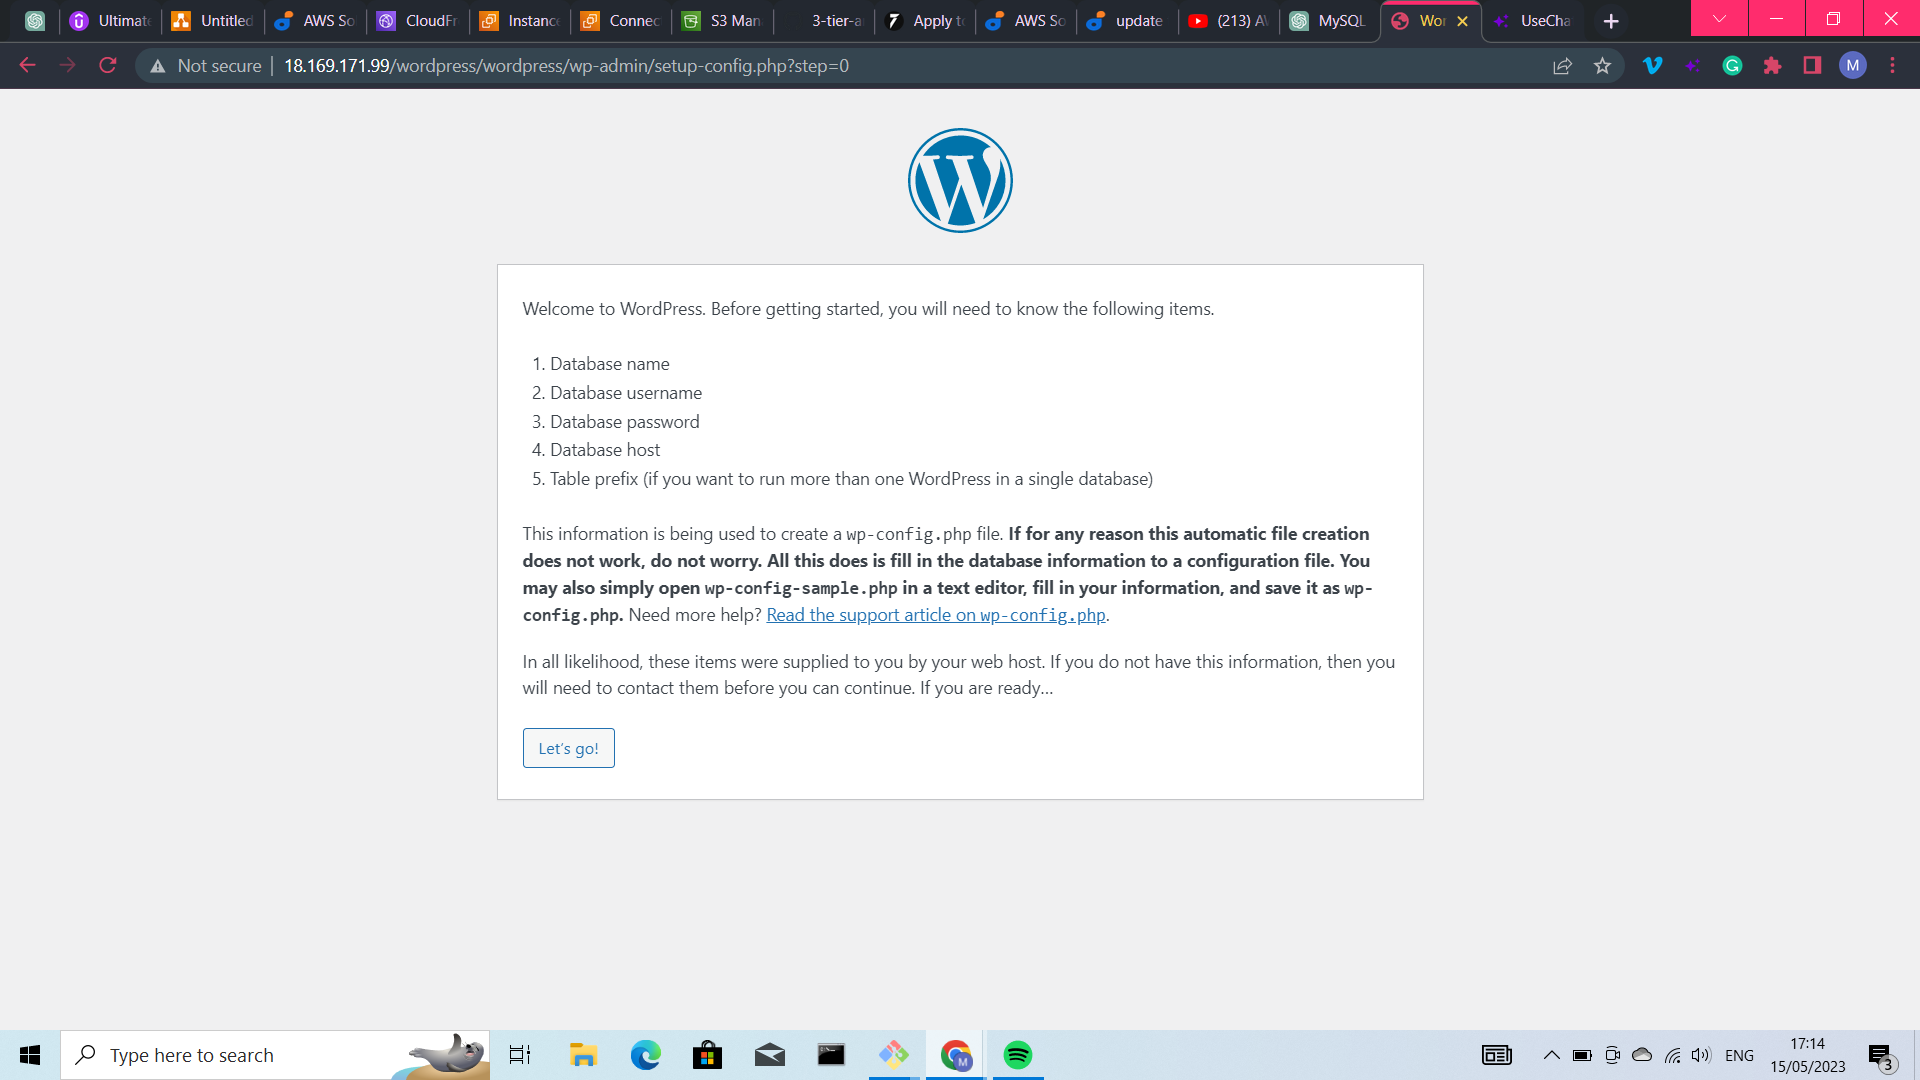 Ultimate
Untitled
AWS So
CloudFr
Instance
Connec
S3 Man
3-tier-a
Apply to
AWS So
update
(213) A
MySQL
Wor
UseCha
Not secure
18.169.171.99/wordpress/wordpress/wp-admin/setup-config.php?step=0
M
W
Welcome to WordPress. Before getting started, you will need to know the following items.
1. Database name
2. Database username
3. Database password
4. Database host
5. Table prefix (if you want to run more than one WordPress in a single database)
This information is being used to create a wp-config.php file. If for any reason this automatic file creation
does not work, do not worry. All this does is fill in the database information to a configuration file. You
may also simply open wp-config-sample.php in a text editor, fill in your information, and save it as wp-
config.php. Need more help? Read the support article on wp-config.php.
In all likelihood, these items were supplied to you by your web host. If you do not have this information, then you
will need to contact them before you can continue. If you are ready…
Let's go!
Type here to search
M
ENG
17:14
15/05/2023
3